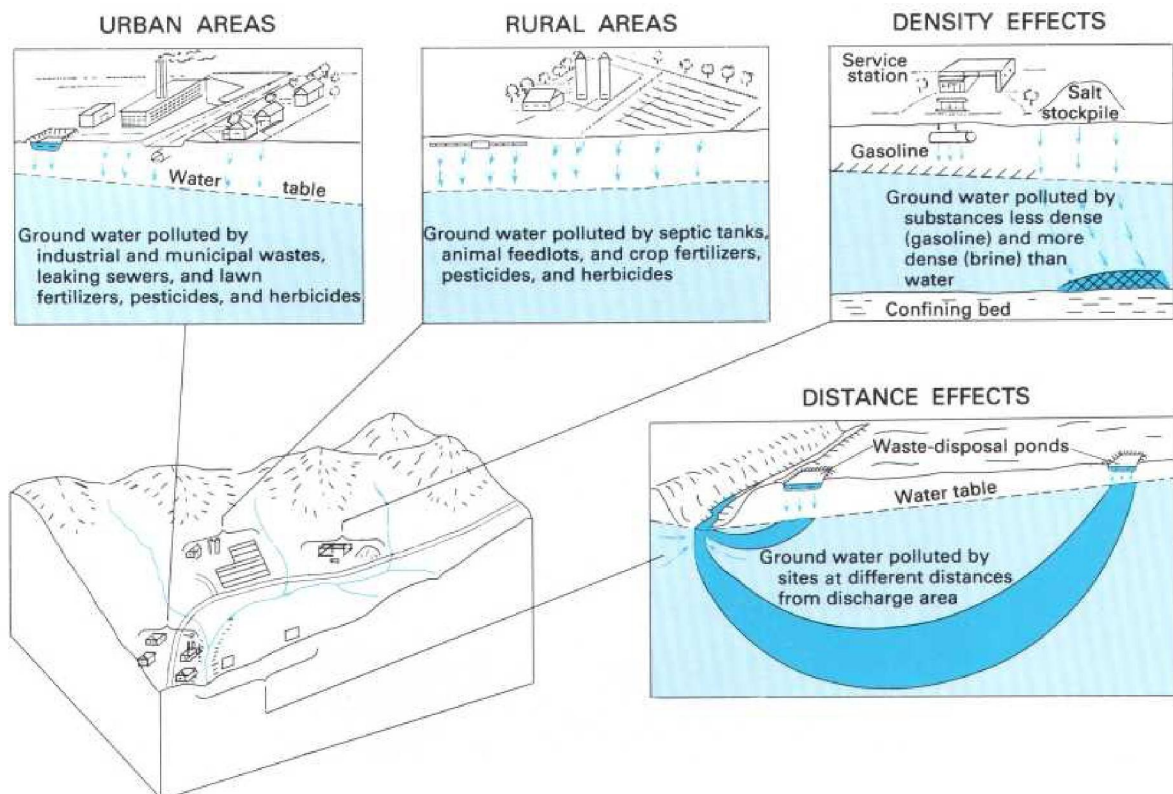 URBAN AREAS
Water table
Ground water polluted by
industrial and municipal wastes,
leaking sewers, and lawn
fertilizers, pesticides, and herbicides
RURAL AREAS
Ground water polluted by septic tanks,
animal feedlots, and crop fertilizers,
pesticides, and herbicides
DENSITY EFFECTS
Service
station
Salt
stockpile
Gasoline
Ground water polluted by
substances less dense
(gasoline) and more
dense (brine) than
water
Confining bed
DISTANCE EFFECTS
Waste-disposal ponds
Water table
Ground water polluted by
sites at different distances
from discharge area